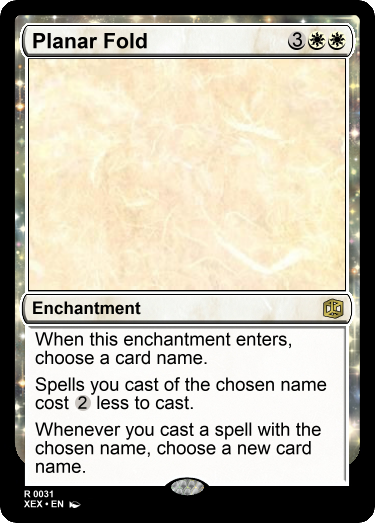 Planar Fold 3
Enchantment
When this enchantment enters,
choose a card name.
Spells you cast of the chosen name
cost 2 less to cast.
Whenever you cast a spell with the
chosen name, choose a new card
name.
R 0031
XEX • EN